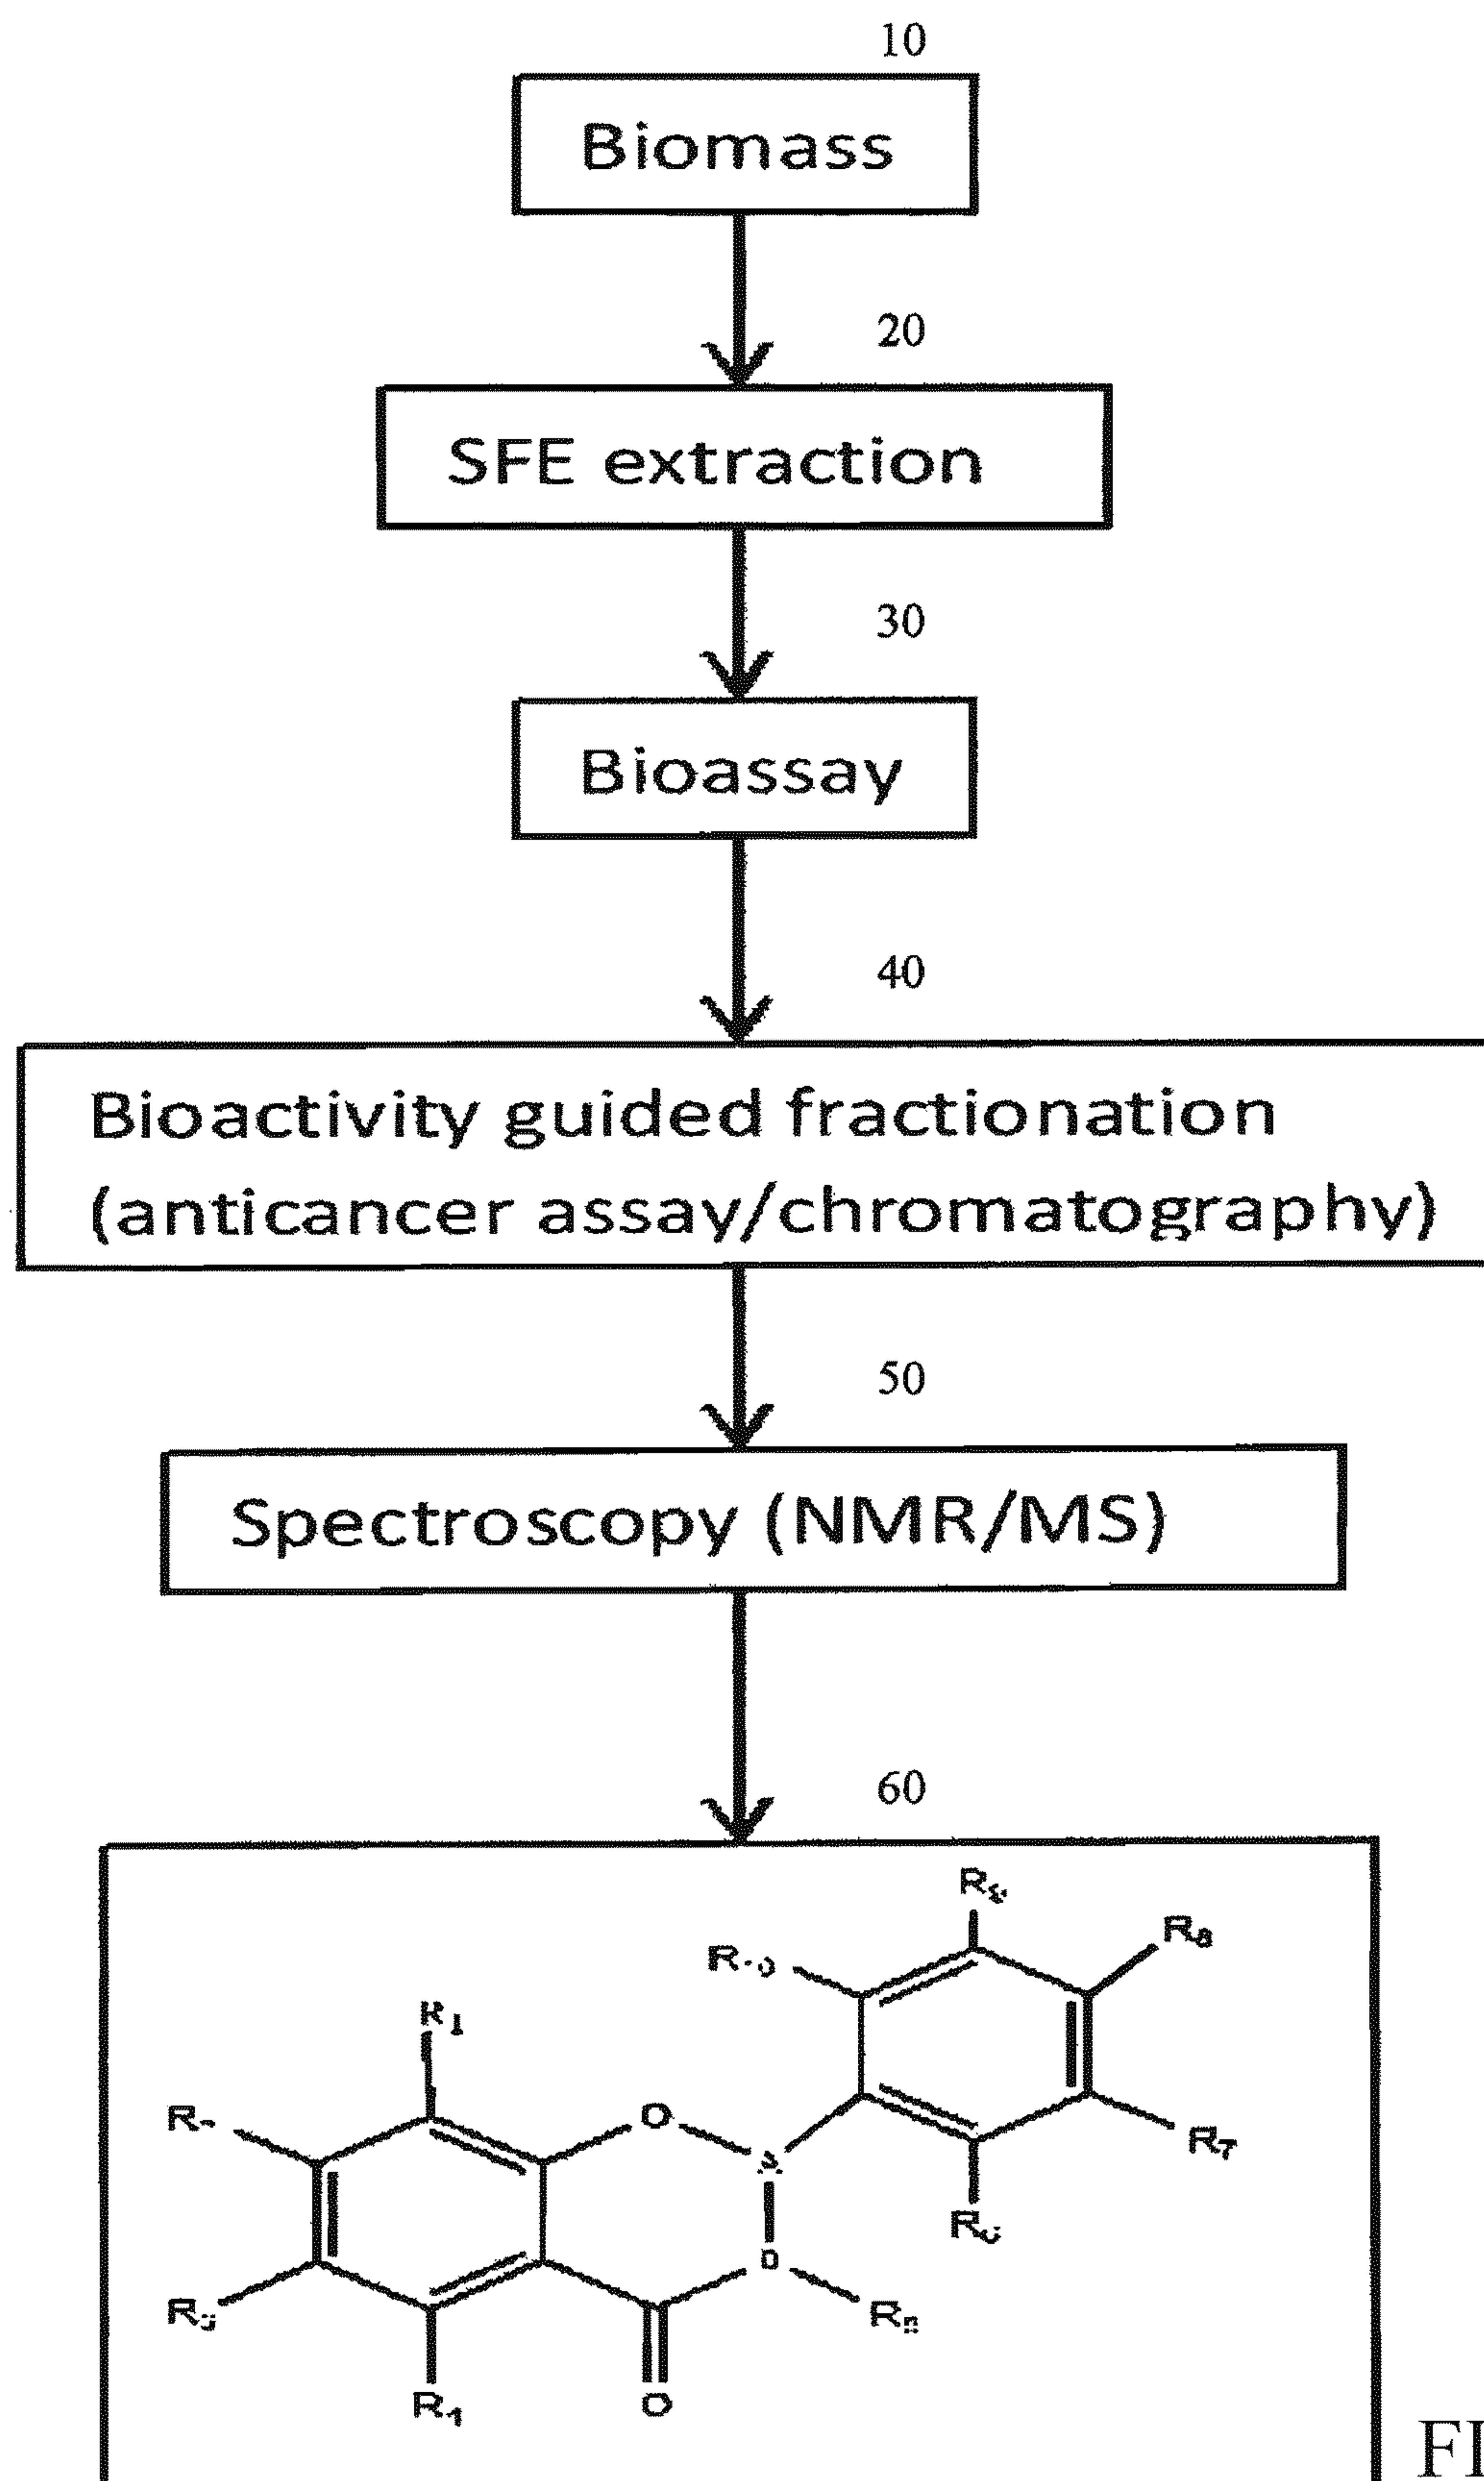 10
Biomass
20
SFE extraction
30
Bioassay
40
Bioactivity guided fractionation
(anticancer assay/chromatography)
50
Spectroscopy (NMR/MS)
60
R₈
R₁
O
R₇
O